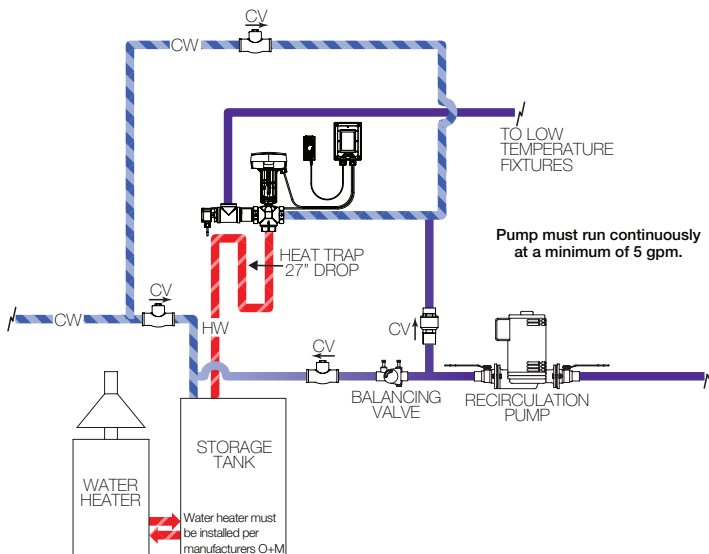 CV
CW
TO LOW
TEMPERATURE
FIXTURES
Pump must run continuously
at a minimum of 5 gpm.
HEAT TRAP
27" DROP
CV
CW
HW
CV
CV
BALANCING
VALVE
RECIRCULATION
PUMP
STORAGE
TANK
WATER
HEATER
Water heater must
be installed per
manufacturers O+M